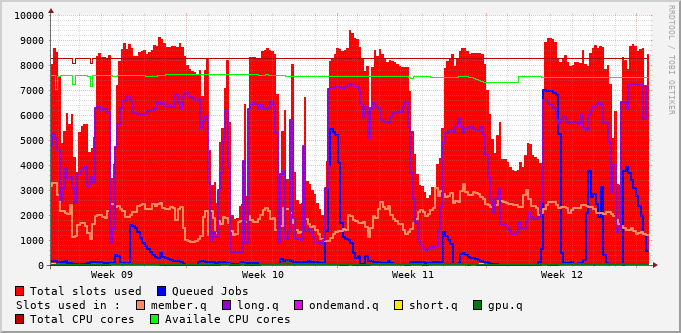 10000
9000
8000
7000
6000
5000
4000
3000
2000
1000
0
Week 09 Week 10 Week 11 Week 12
RRDTOOL / TOBI OETIKER
Total slots used Queued Jobs
Slots used in : member.q long.q ondemand.q short.q gpu.q
Total CPU cores Availale CPU cores